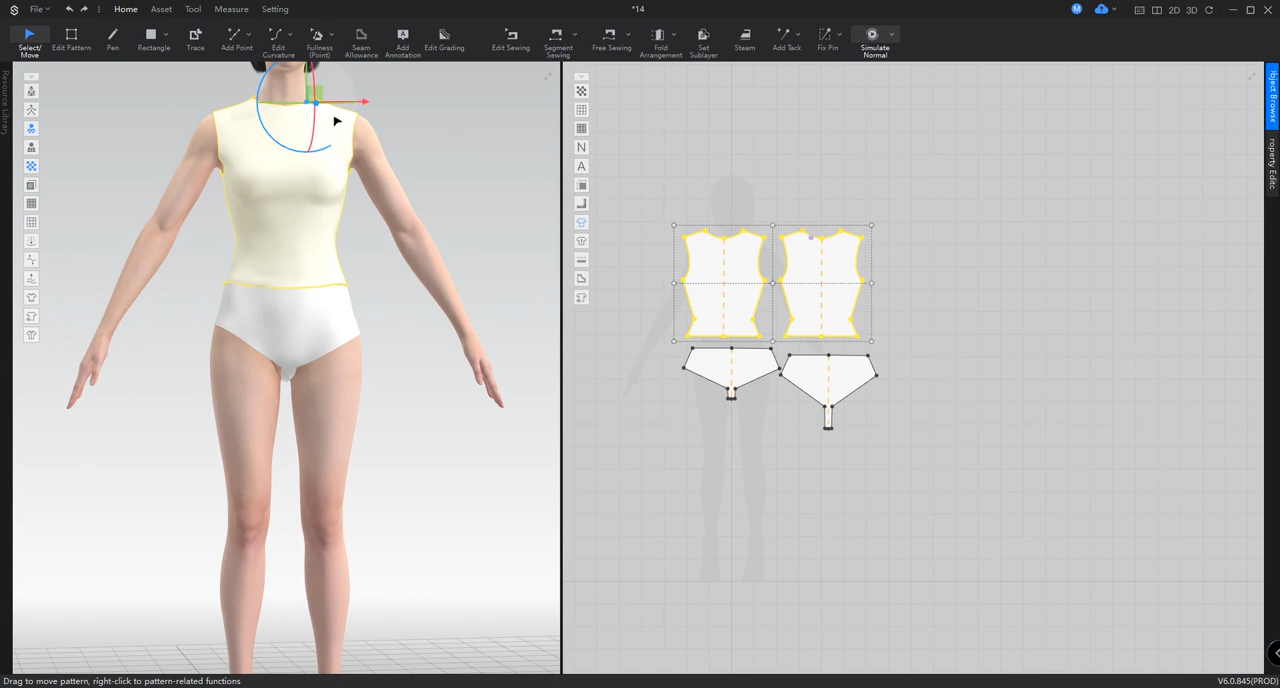 File
Home
Asset
Tool
Measure
Setting
*14
M
2D
3D
Select/
Move
Edit Pattern
Pen
Rectangle
Trace
Add Point
Edit
Curvature
Fullness
(Point)
Seam
Allowance
Add
Annotation
Edit Grading
Edit Sewing
Segment
Sewing
Free Sewing
Fold
Arrangement
Set
Sublayer
Steam
Add Tack
Fix Pin
Simulate
Normal
Resource Library
N
A
bject Browse
roperty Edito
Drag to move pattern, right-click to pattern-related functions
V6.0.845(PROD)